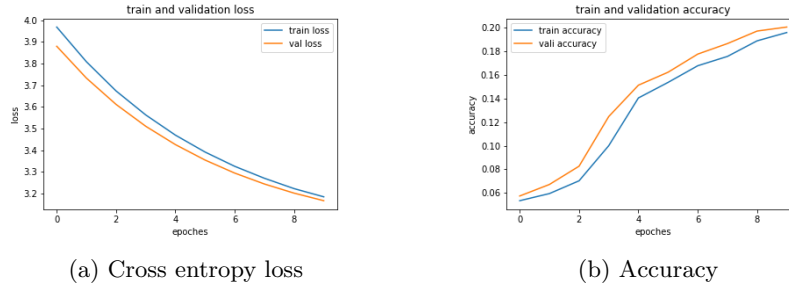 train and validation loss
train loss
val loss
4.0
3.9
3.8
3.7
3.6
3.5
3.4
3.3
3.2
loss
0 2 4 6 8
epoches
(a) Cross entropy loss
train and validation accuracy
train accuracy
vali accuracy
0.20
0.18
0.16
0.14
0.12
0.10
0.08
0.06
accuracy
0 2 4 6 8
epoches
(b) Accuracy